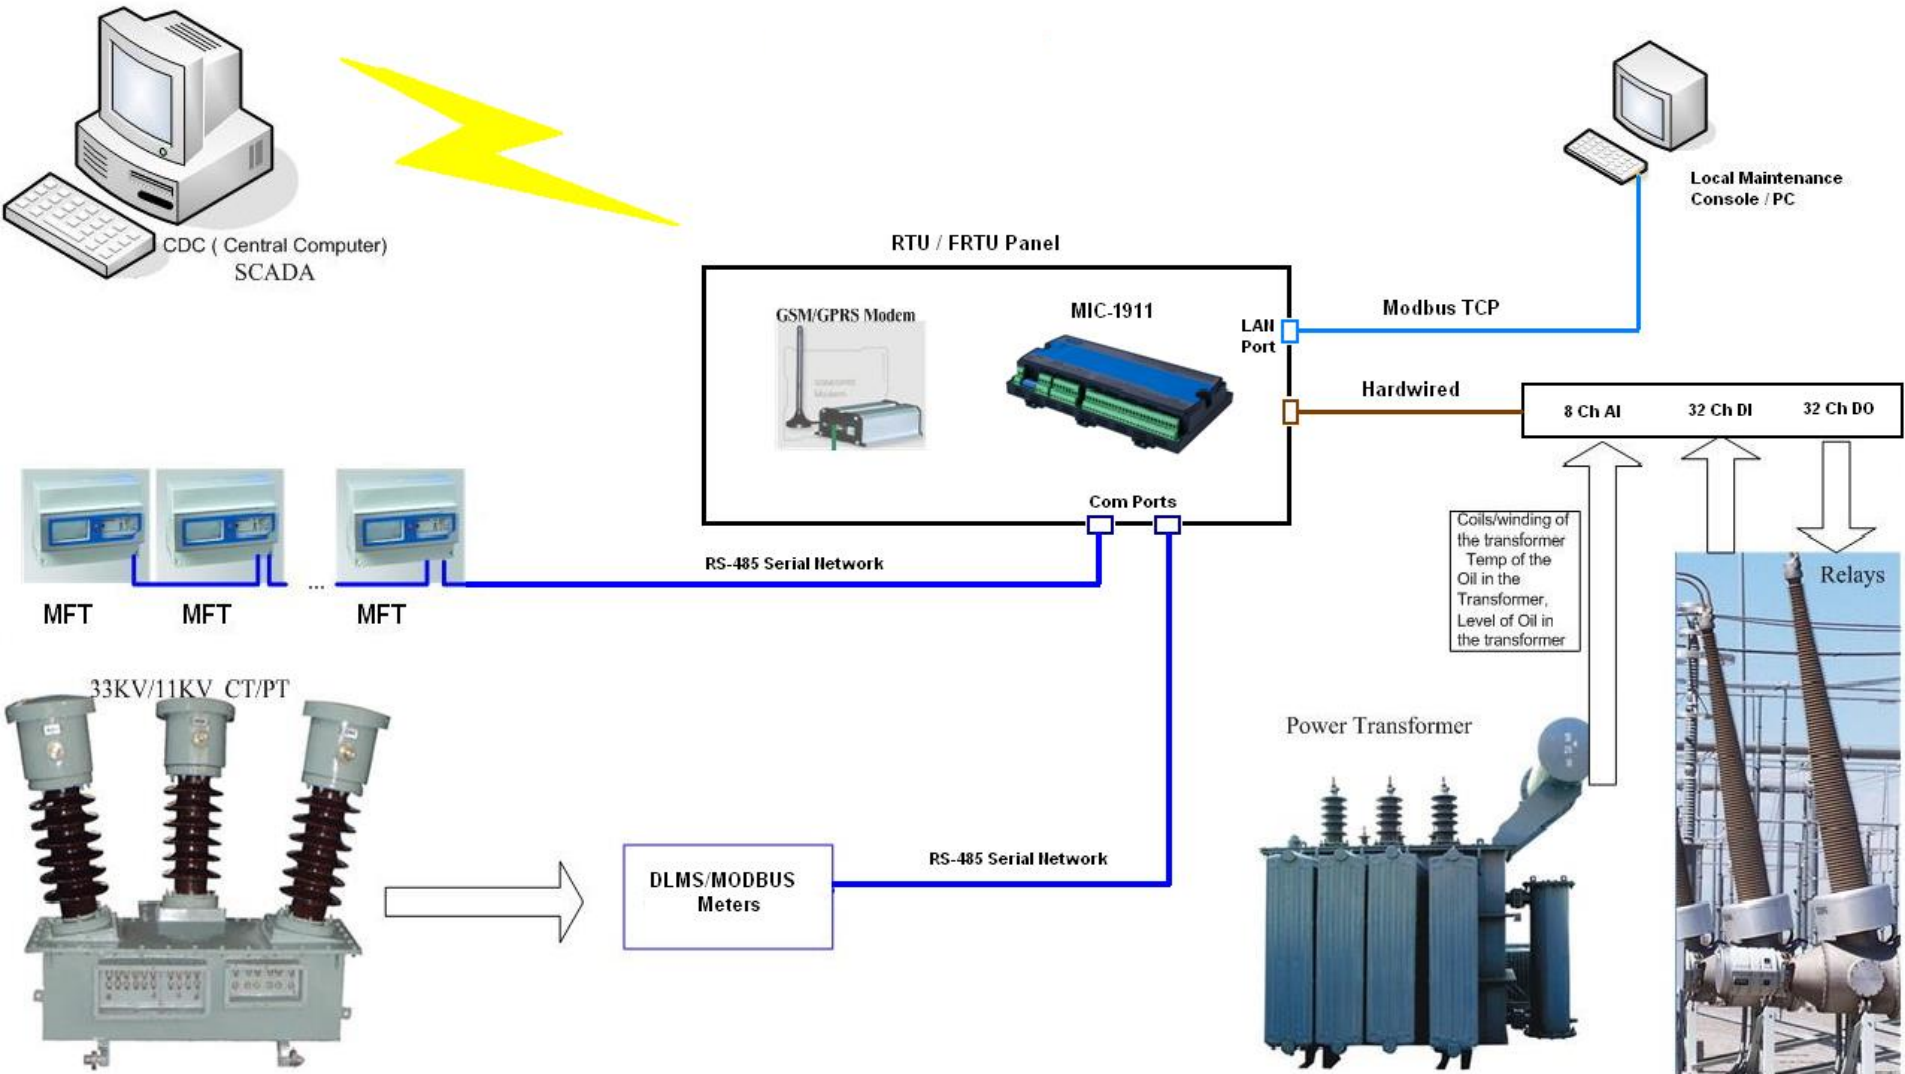 CDC ( Central Computer)
SCADA
Local Maintenance
Console / PC
RTU / FRTU Panel
GSM/GPRS Modem
GSM/GPRS
Modem
MIC-1911
LAN
Port
Modbus TCP
Hardwired
8 Ch AI
32 Ch DI
32 Ch DO
Com Ports
RS-485 Serial Network
...
MFT
MFT
MFT
Coils/winding of
the transformer
Temp of the
Oil in the
Transformer,
Level of Oil in
the transformer
Relays
33KV/11KV CT/PT
Power Transformer
DLMS/MODBUS
Meters
RS-485 Serial Network